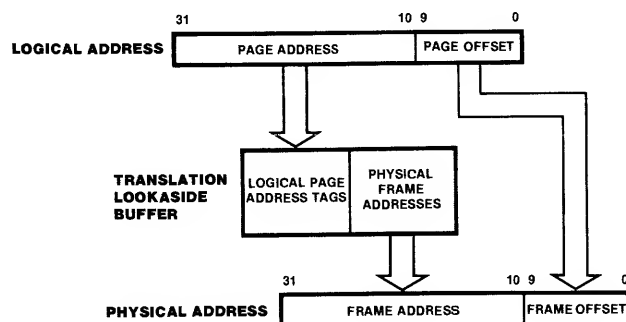 31 10 9 0
LOGICAL ADDRESS PAGE ADDRESS PAGE OFFSET
TRANSLATION
LOOKASIDE
BUFFER
LOGICAL PAGE
ADDRESS TAGS
PHYSICAL
FRAME
ADDRESSES
31 10 9 0
PHYSICAL ADDRESS FRAME ADDRESS FRAME OFFSET